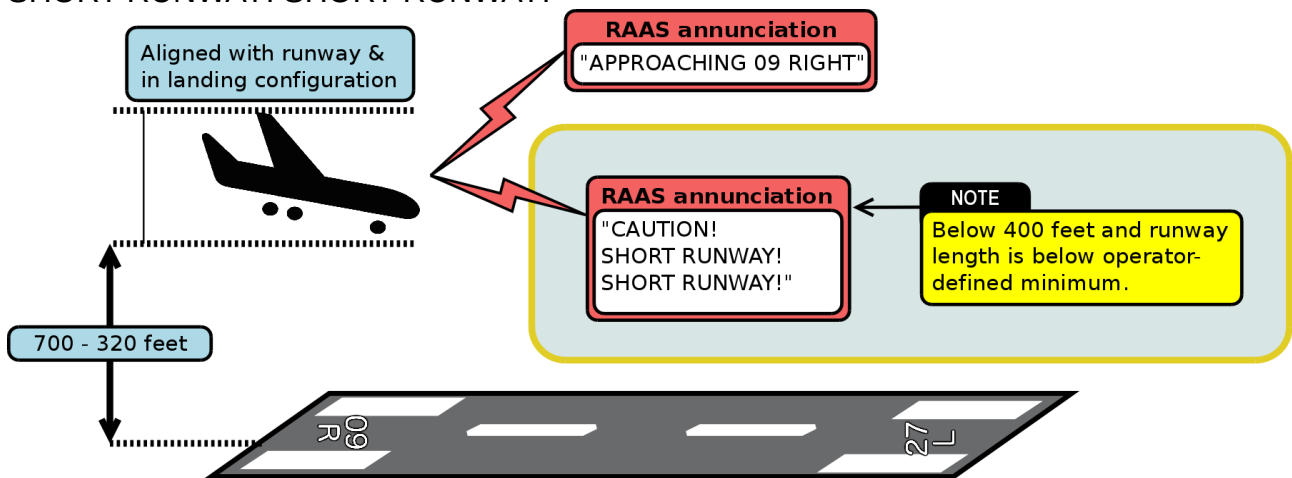 Aligned with runway &
in landing configuration
RAAS annunciation
"APPROACHING 09 RIGHT"
RAAS annunciation
"CAUTION!
SHORT RUNWAY!
SHORT RUNWAY!"
NOTE
Below 400 feet and runway
length is below operator-
defined minimum.
700 - 320 feet
09
R
27
L